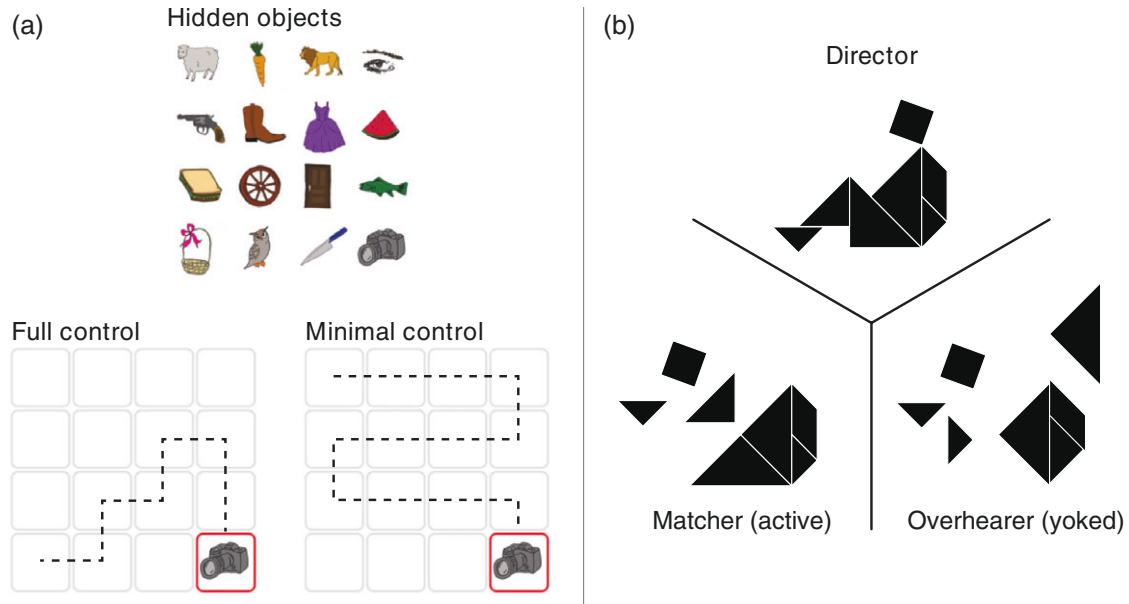 (a)
Hidden objects
Full control
Minimal control
(b)
Director
Matcher (active)
Overhearer (yoked)